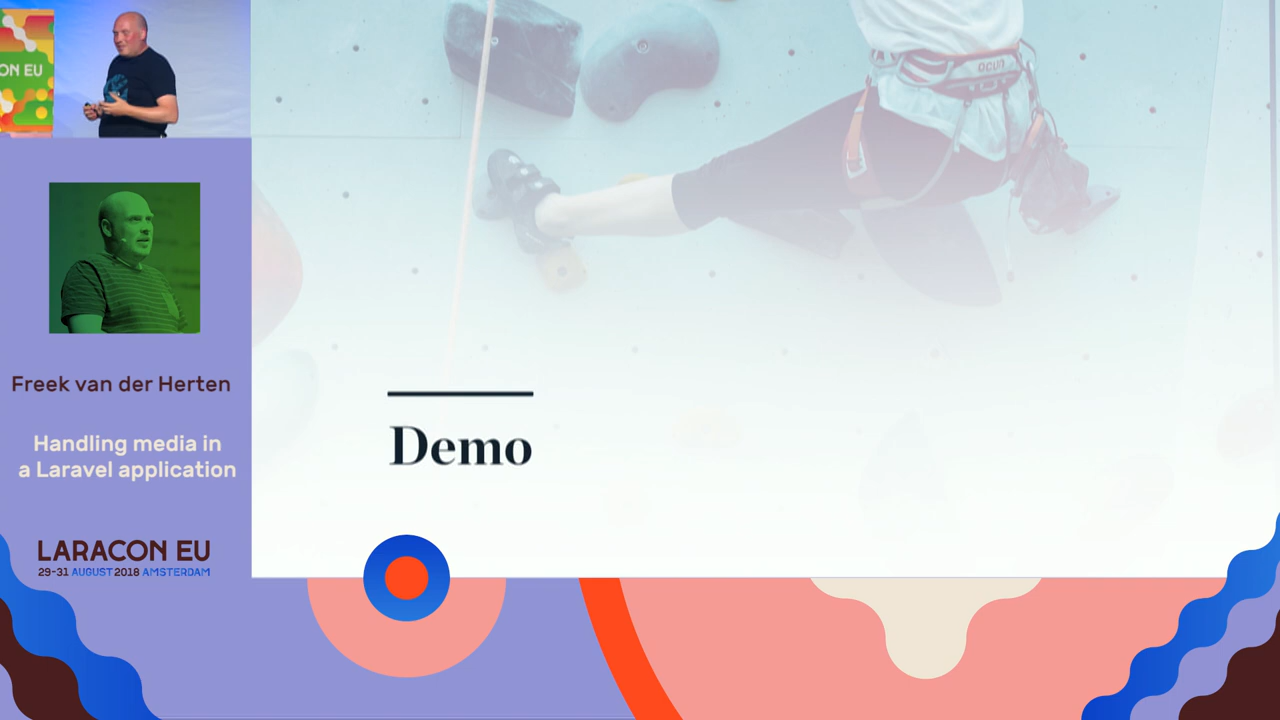 ON EU
Freek van der Herten
Handling media in
a Laravel application
LARACON EU
29-31 AUGUST 2018 AMSTERDAM
ocun
Demo